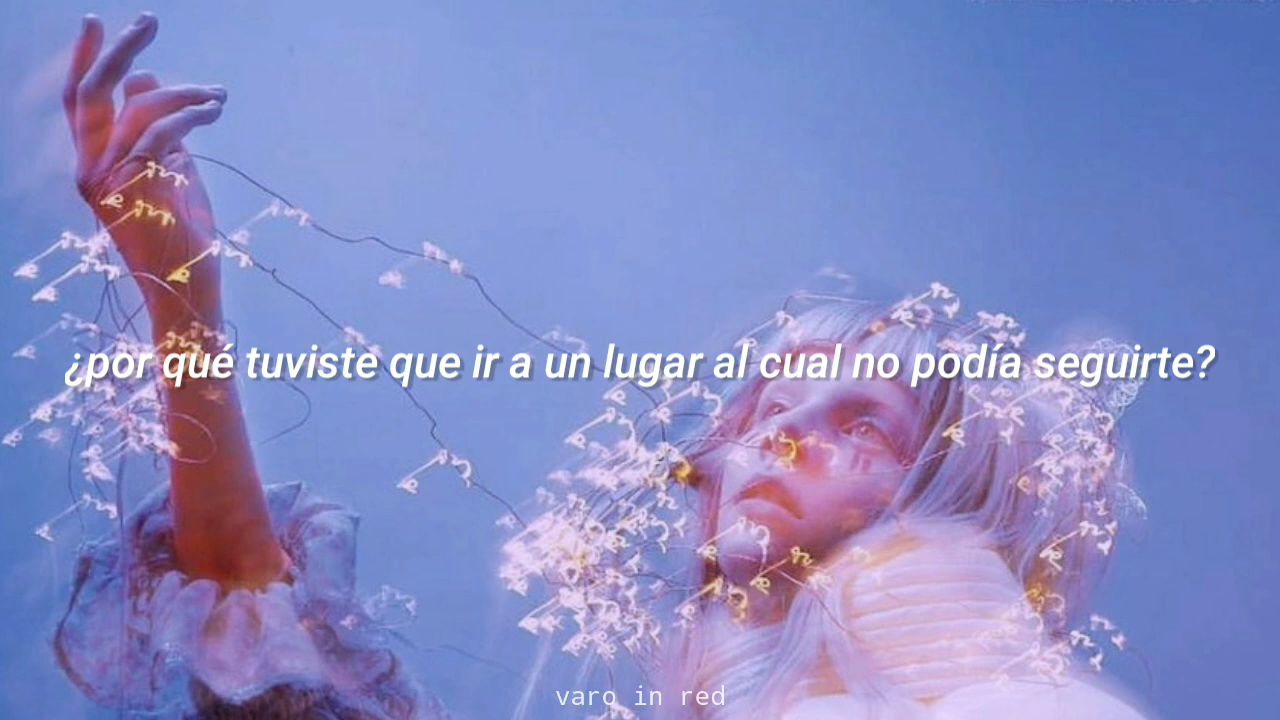 ¿por qué tuviste que ir a un lugar al cual no podía seguirte?
varo in red